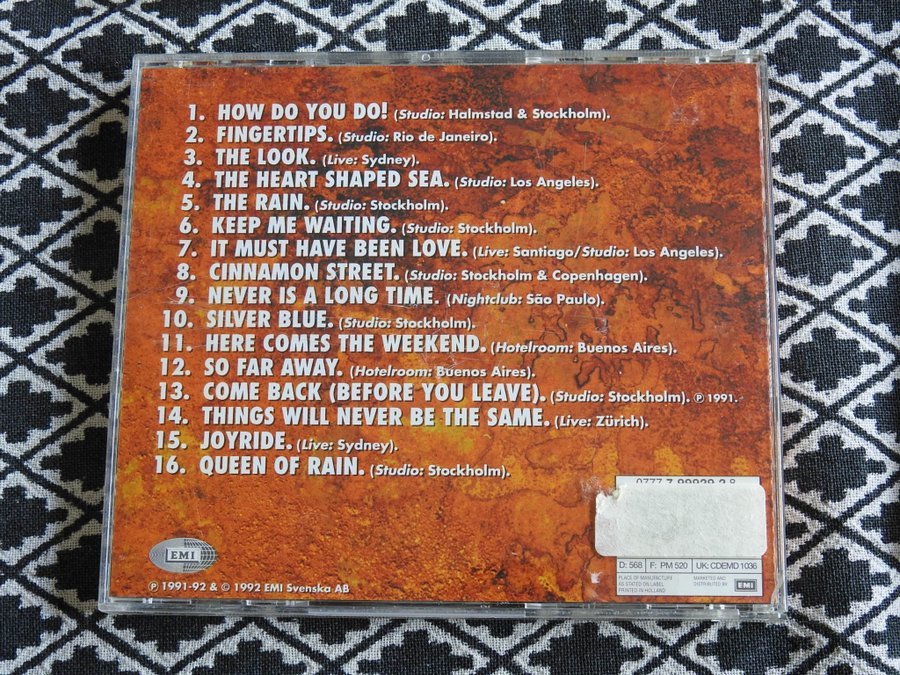 1. HOW DO YOU DO! (Studio: Halmstad & Stockholm).
2. FINGERTIPS. (Studio: Rio de Janeiro).
3. THE LOOK. (Live: Sydney).
4. THE HEART SHAPED SEA. (Studio: Los Angeles).
5. THE RAIN. (Studio: Stockholm).
6. KEEP ME WAITING. (Studio: Stockholm).
7. IT MUST HAVE BEEN LOVE. (Live: Santiago/Studio: Los Angeles).
8. CINNAMON STREET. (Studio: Stockholm & Copenhagen).
9. NEVER IS A LONG TIME. (Nightclub: São Paulo).
10. SILVER BLUE. (Studio: Stockholm).
11. HERE COMES THE WEEKEND. (Hotelroom: Buenos Aires).
12. SO FAR AWAY. (Hotelroom: Buenos Aires).
13. COME BACK (BEFORE YOU LEAVE). (Studio: Stockholm). ℗ 1991.
14. THINGS WILL NEVER BE THE SAME. (Live: Zürich).
15. JOYRIDE. (Live: Sydney).
16. QUEEN OF RAIN. (Studio: Stockholm).
EMI
℗ 1991-92 & © 1992 EMI Svenska AB
0777 7 99929 2 8
D: 568 F: PM 520 UK: CDEMD 1036
PLACE OF MANUFACTURE
AS STATED ON LABEL
PRINTED IN HOLLAND
MARKETED AND
DISTRIBUTED BY
EMI